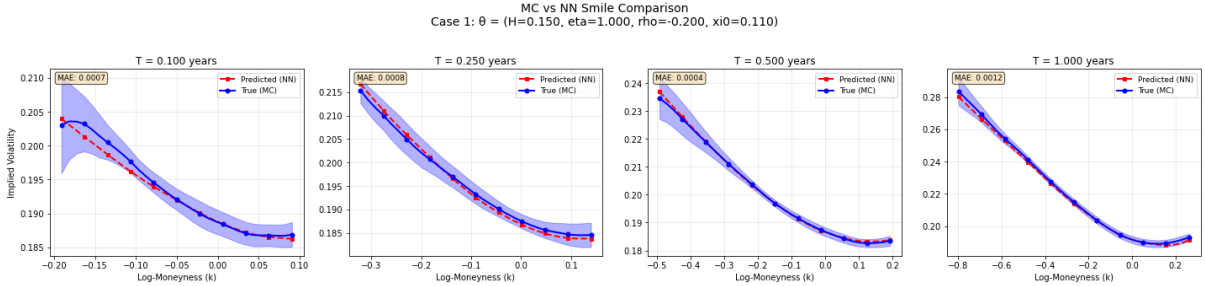 MC vs NN Smile Comparison
Case 1: θ = (H=0.150, eta=1.000, rho=-0.200, xi0=0.110)
T = 0.100 years
MAE: 0.0007
Predicted (NN)
True (MC)
0.210
0.205
0.200
0.195
0.190
0.185
Implied Volatility
−0.20 −0.15 −0.10 −0.05 0.00 0.05 0.10
Log-Moneyness (k)
T = 0.250 years
MAE: 0.0008
Predicted (NN)
True (MC)
0.215
0.210
0.205
0.200
0.195
0.190
0.185
−0.3 −0.2 −0.1 0.0 0.1
Log-Moneyness (k)
T = 0.500 years
MAE: 0.0004
Predicted (NN)
True (MC)
0.24
0.23
0.22
0.21
0.20
0.19
0.18
−0.5 −0.4 −0.3 −0.2 −0.1 0.0 0.1 0.2
Log-Moneyness (k)
T = 1.000 years
MAE: 0.0012
Predicted (NN)
True (MC)
0.28
0.26
0.24
0.22
0.20
−0.8 −0.6 −0.4 −0.2 0.0 0.2
Log-Moneyness (k)